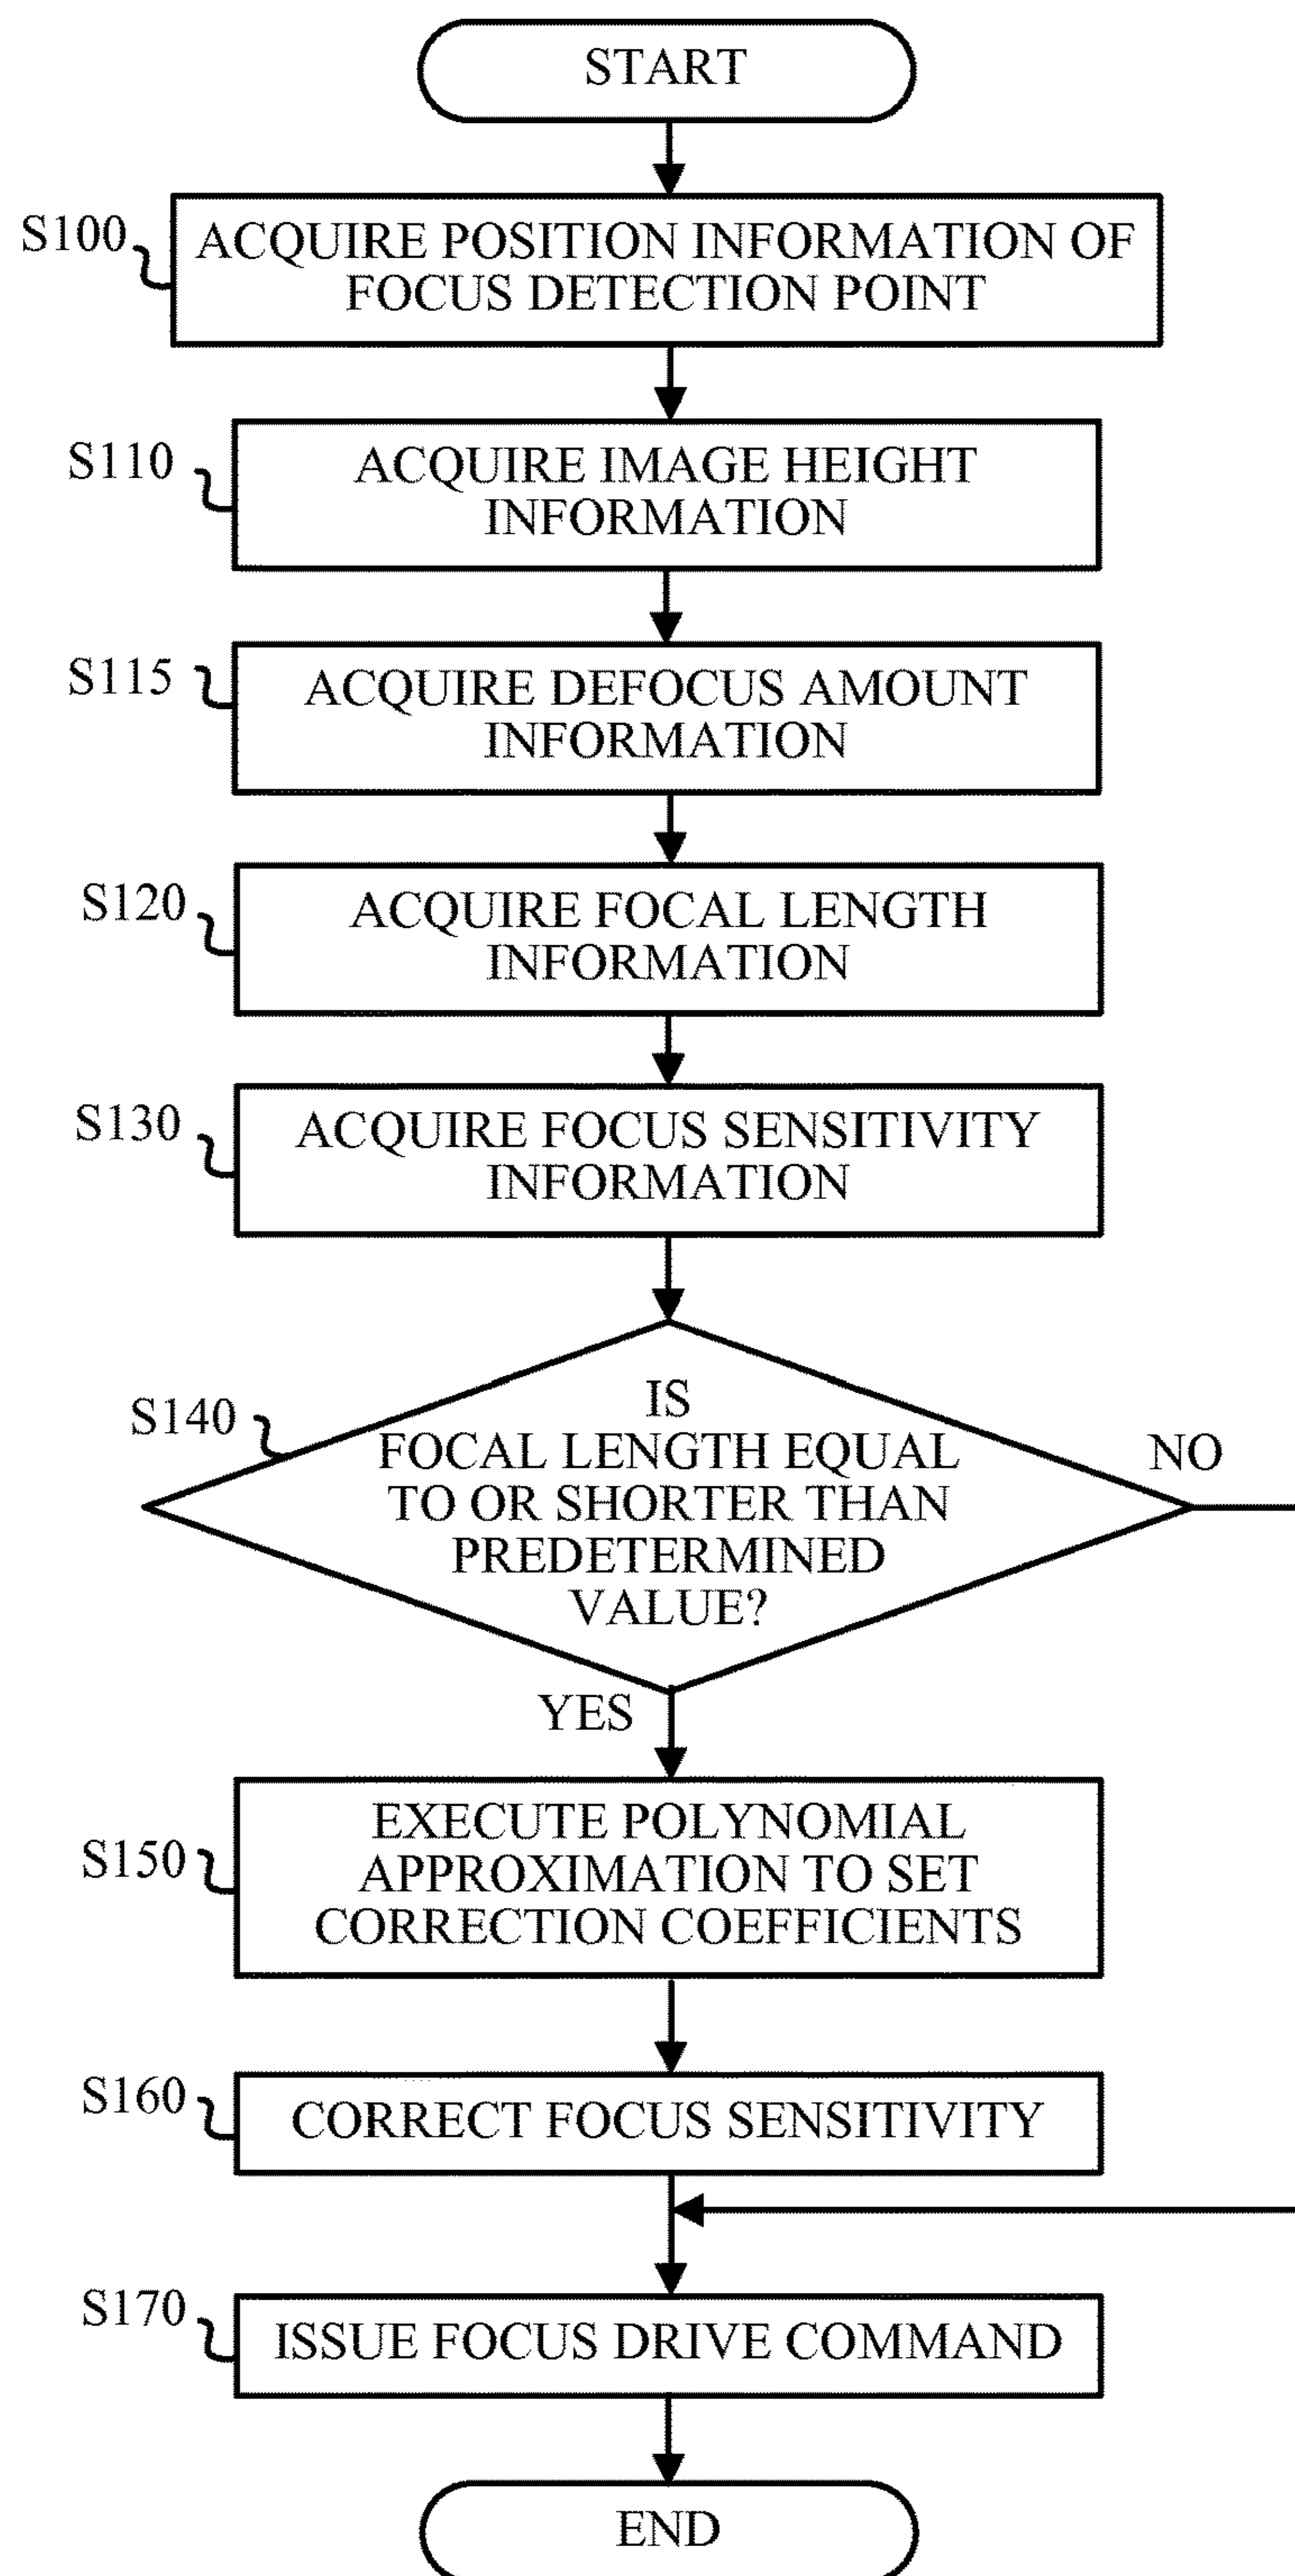 START
S100
ACQUIRE POSITION INFORMATION OF
FOCUS DETECTION POINT
S110
ACQUIRE IMAGE HEIGHT
INFORMATION
S115
ACQUIRE DEFOCUS AMOUNT
INFORMATION
S120
ACQUIRE FOCAL LENGTH
INFORMATION
S130
ACQUIRE FOCUS SENSITIVITY
INFORMATION
S140
IS
FOCAL LENGTH EQUAL
TO OR SHORTER THAN
PREDETERMINED
VALUE?
NO
YES
S150
EXECUTE POLYNOMIAL
APPROXIMATION TO SET
CORRECTION COEFFICIENTS
S160
CORRECT FOCUS SENSITIVITY
S170
ISSUE FOCUS DRIVE COMMAND
END